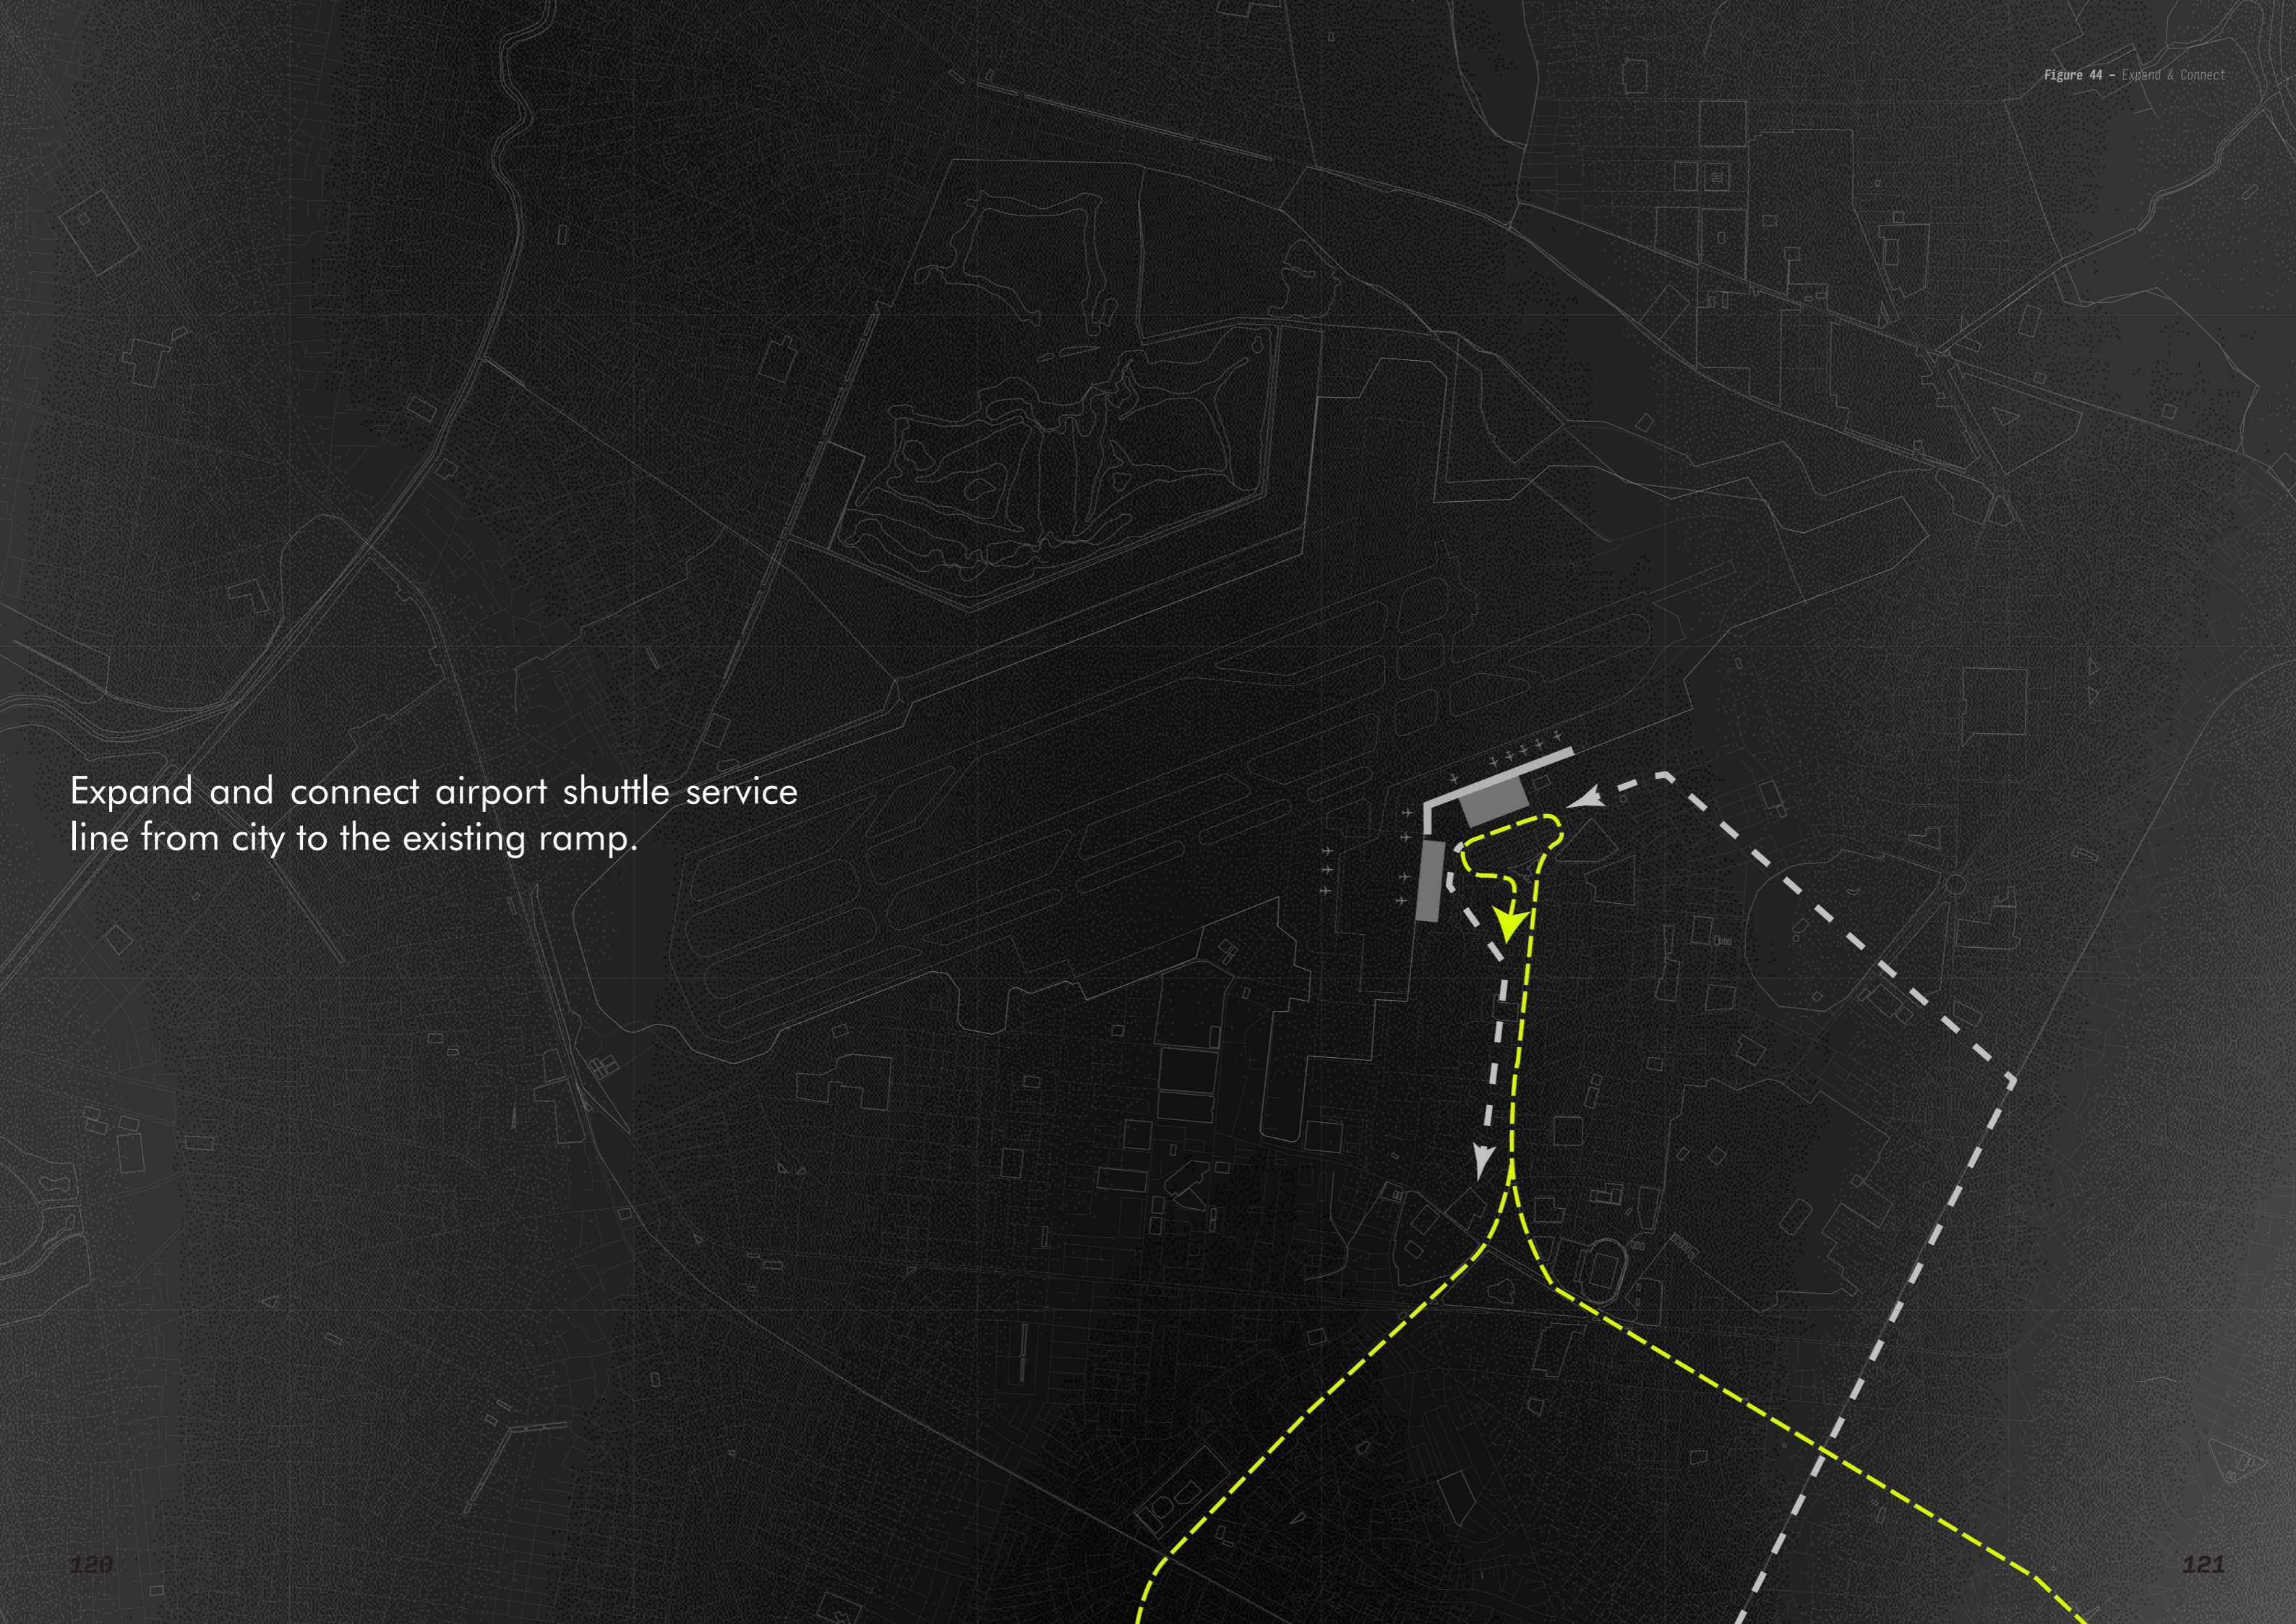 Figure 44 – Expand & Connect
Expand and connect airport shuttle service
line from city to the existing ramp.
120
121